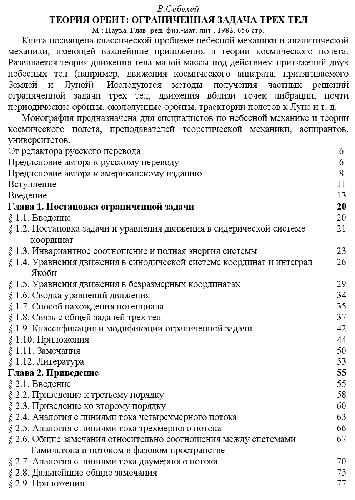 В.Себехей
ТЕОРИЯ ОРБИТ: ОГРАНИЧЕННАЯ ЗАДАЧА ТРЕХ ТЕЛ
М.: Наука. Глав. ред. физ.-мат. лит., 1982, 656 стр.
Книга посвящена классической проблеме небесной механики и аналитической
механики, имеющей важнейшие приложения в теории космического полета.
Развивается теория движения тела малой массы под действием притяжений двух
небесных тел (например, движения космического аппарата, притягиваемого
Землей и Луной). Исследуются методы получения частных решений
ограниченной задачи трех тел, движения вблизи точек либрации, почти
периодические орбиты, окололунные орбиты, траектории полетов к Луне и т. д.
Монография предназначена для специалистов по небесной механике и теории
космического полета, преподавателей теоретической механики, аспирантов,
университетов.
От редактора русского перевода 6
Предисловие автора к русскому переводу 6
Предисловие автора к американскому изданию 8
Вступление 11
Введение 13
Глава 1. Постановка ограниченной задачи 20
§ 1.1. Введение 20
§ 1.2. Постановка задачи и уравнения движения в сидерической системе 21
координат
§ 1.3. Инвариантное соотношение и полная энергия системы 23
§ 1.4. Уравнения движения в синодической системе координат и интеграл 26
Якоби
§ 1.5. Уравнения движения в безразмерных координатах 29
§ 1.6. Сводка уравнений движения 34
§ 1.7. Способ нахождения потенциала 35
§ 1.8. Связь с общей задачей трех тел 37
§ 1.9. Классификация и модификации ограниченной задачи 42
§ 1.10. Приложения 44
§ 1.11. Замечания 50
§ 1.12. Литература 53
Глава 2. Приведение 55
§ 2.1. Введение 55
§ 2.2. Приведение к третьему порядку 58
§ 2.3. Приведение ко второму порядку 60
§ 2.4. Аналогия с линиями тока четырехмерного потока 63
§ 2.5. Аналогия с линиями тока трехмерного потока 66
§ 2.6. Общие замечания относительно соотношения между системами 67
Гамильтона и потоком в фазовом пространстве
§ 2.7. Аналогия с линиями тока двумерного потока 70
§ 2.8. Дальнейшие общие замечания 75
§ 2.9. Приложения 77